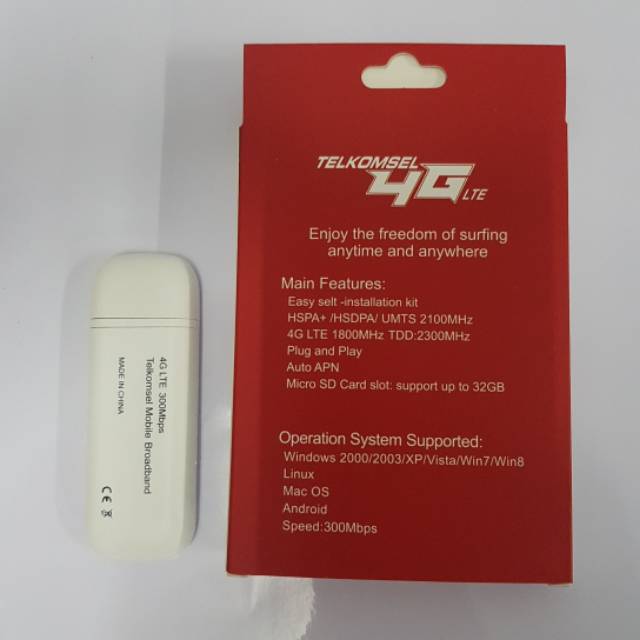 TELKOMSEL
4G LTE
Enjoy the freedom of surfing
anytime and anywhere
Main Features:
Easy selt -installation kit
HSPA+ /HSDPA/ UMTS 2100MHz
4G LTE 1800MHz TDD:2300MHz
Plug and Play
Auto APN
Micro SD Card slot: support up to 32GB
Operation System Supported:
Windows 2000/2003/XP/Vista/Win7/Win8
Linux
Mac OS
Android
Speed:300Mbps
4G LTE 300Mbps
Telkomsel Mobile Broadband
MADE IN CHINA
CE